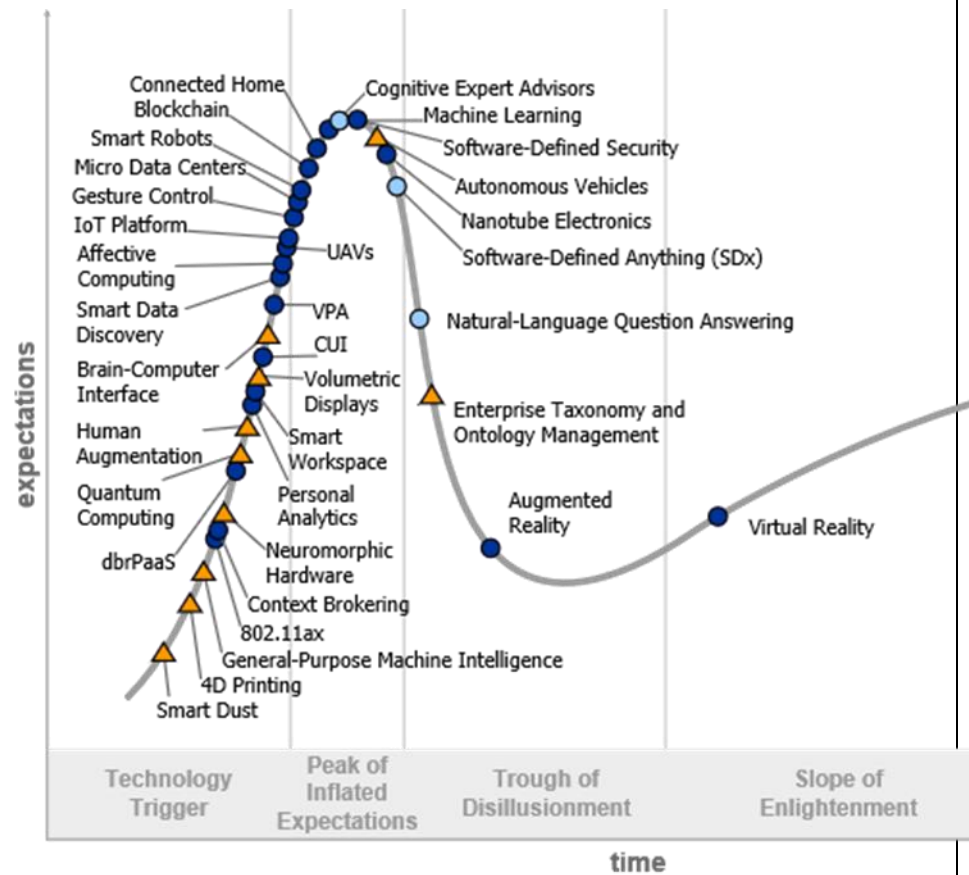 Connected Home
Blockchain
Smart Robots
Micro Data Centers
Gesture Control
IoT Platform
Affective
Computing
Smart Data
Discovery
Brain-Computer
Interface
Human
Augmentation
Quantum
Computing
dbrPaaS
Cognitive Expert Advisors
Machine Learning
Software-Defined Security
Autonomous Vehicles
Nanotube Electronics
Software-Defined Anything (SDx)
UAVs
VPA
CUI
Volumetric
Displays
Smart
Workspace
Personal
Analytics
Neuromorphic
Hardware
Context Brokering
802.11ax
General-Purpose Machine Intelligence
4D Printing
Smart Dust
Natural-Language Question Answering
Enterprise Taxonomy and
Ontology Management
Augmented
Reality
Virtual Reality
expectations
Technology
Trigger
Peak of
Inflated
Expectations
Trough of
Disillusionment
Slope of
Enlightenment
time